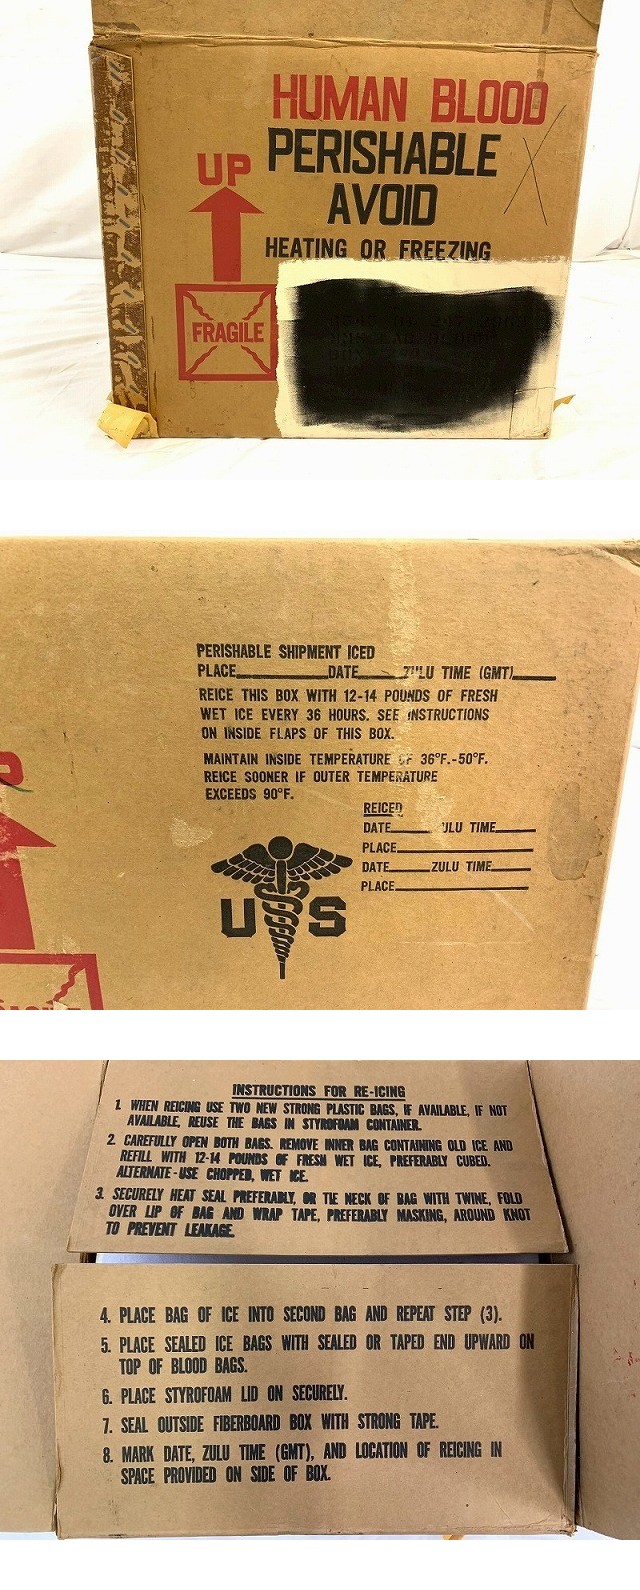 HUMAN BLOOD
PERISHABLE
AVOID
HEATING OR FREEZING
UP
FRAGILE
PERISHABLE SHIPMENT ICED
PLACE DATE ZULU TIME (GMT)
REICE THIS BOX WITH 12-14 POUNDS OF FRESH
WET ICE EVERY 36 HOURS. SEE INSTRUCTIONS
ON INSIDE FLAPS OF THIS BOX.
MAINTAIN INSIDE TEMPERATURE OF 36°F.-50°F.
REICE SOONER IF OUTER TEMPERATURE
EXCEEDS 90°F.
REICED
DATE ZULU TIME
PLACE
DATE ZULU TIME
PLACE
U S
INSTRUCTIONS FOR RE-ICING
1. WHEN REICING USE TWO NEW STRONG PLASTIC BAGS, IF AVAILABLE, IF NOT
AVAILABLE, REUSE THE BAGS IN STYROFOAM CONTAINER.
2. CAREFULLY OPEN BOTH BAGS. REMOVE INNER BAG CONTAINING OLD ICE AND
REFILL WITH 12-14 POUNDS OF FRESH WET ICE, PREFERABLY CUBED.
ALTERNATE-USE CHOPPED, WET ICE.
3. SECURELY HEAT SEAL PREFERABLY, OR TIE NECK OF BAG WITH TWINE, FOLD
OVER LIP OF BAG AND WRAP TAPE, PREFERABLY MASKING, AROUND KNOT
TO PREVENT LEAKAGE.
4. PLACE BAG OF ICE INTO SECOND BAG AND REPEAT STEP (3).
5. PLACE SEALED ICE BAGS WITH SEALED OR TAPED END UPWARD ON
TOP OF BLOOD BAGS.
6. PLACE STYROFOAM LID ON SECURELY.
7. SEAL OUTSIDE FIBERBOARD BOX WITH STRONG TAPE.
8. MARK DATE, ZULU TIME (GMT), AND LOCATION OF REICING IN
SPACE PROVIDED ON SIDE OF BOX.